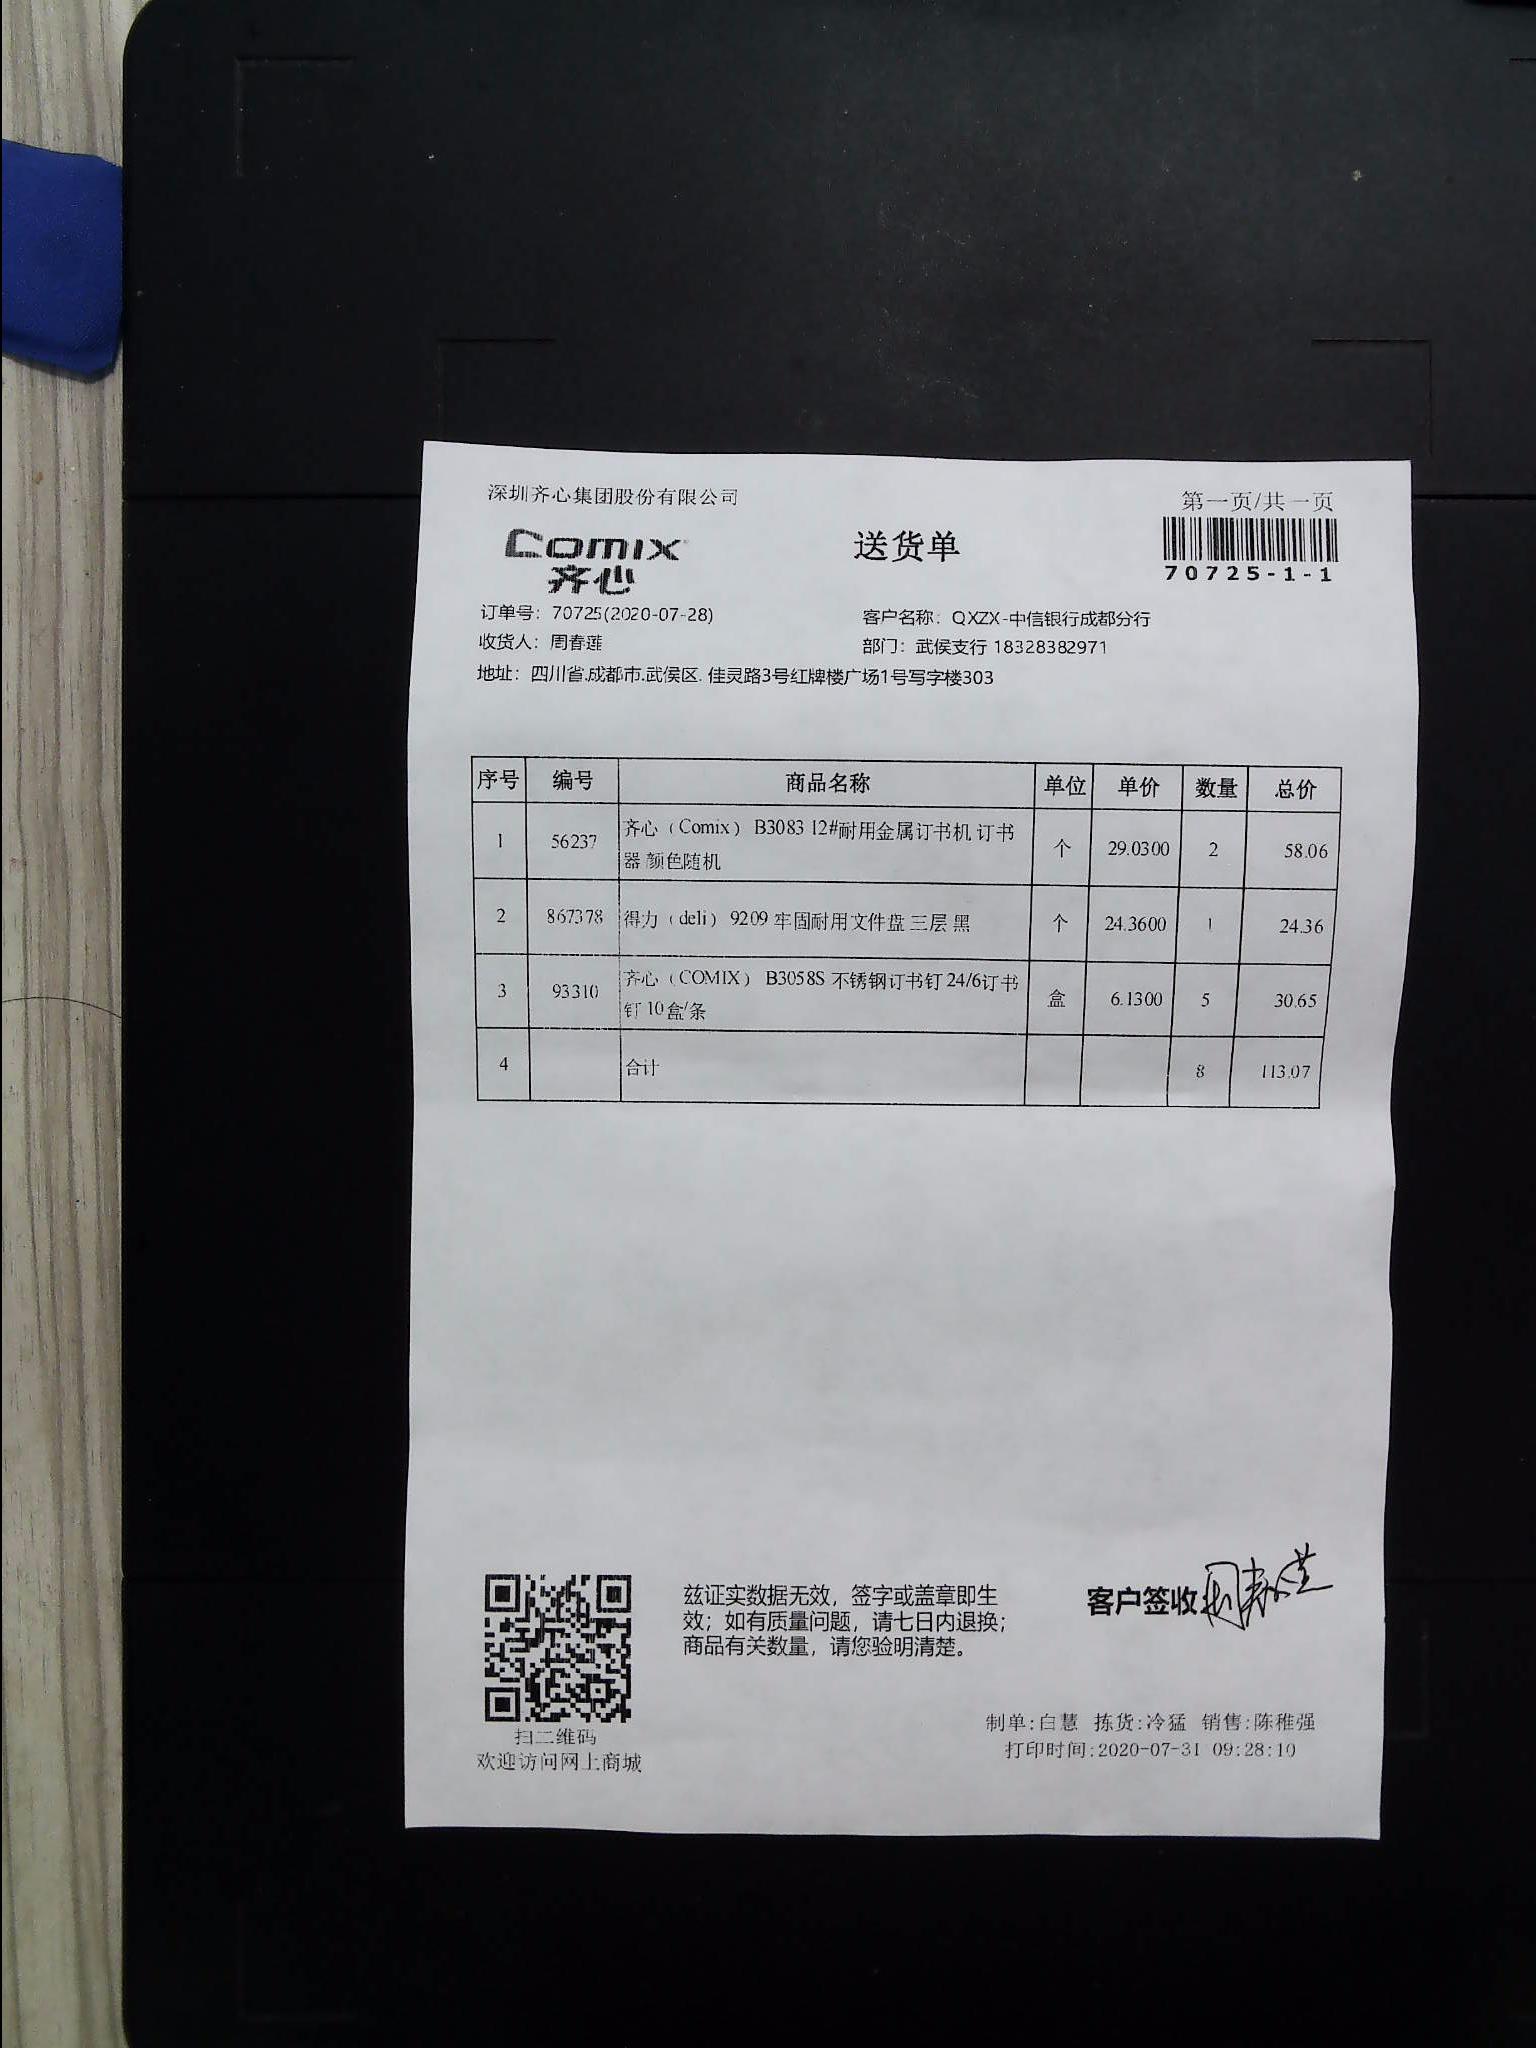 深圳齐心集团股份有限公司
第一页/共一页
Comix
齐心
送货单
70725-1-1
订单号：70725(2020-07-28)
客户名称：QXZX-中信银行成都分行
收货人：周春莲
部门：武侯支行 18328382971
地址：四川省.成都市.武侯区. 佳灵路3号红牌楼广场1号写字楼303
序号 编号 商品名称 单位 单价 数量 总价
1 56237 齐心（Comix） B3083 12#耐用金属订书机 订书
器 颜色随机 个 29.0300 2 58.06
2 867378 得力（deli） 9209 牢固耐用文件盘 三层 黑 个 24.3600 1 24.36
3 93310 齐心（COMIX） B3058S 不锈钢订书钉 24/6订书
钉 10盒/条 盒 6.1300 5 30.65
4 合计 8 113.07
兹证实数据无效，签字或盖章即生
效；如有质量问题，请七日内退换；
商品有关数量，请您验明清楚。
客户签收 周春莲
扫二维码
欢迎访问网上商城
制单:白慧 拣货:冷猛 销售:陈稚强
打印时间:2020-07-31 09:28:10